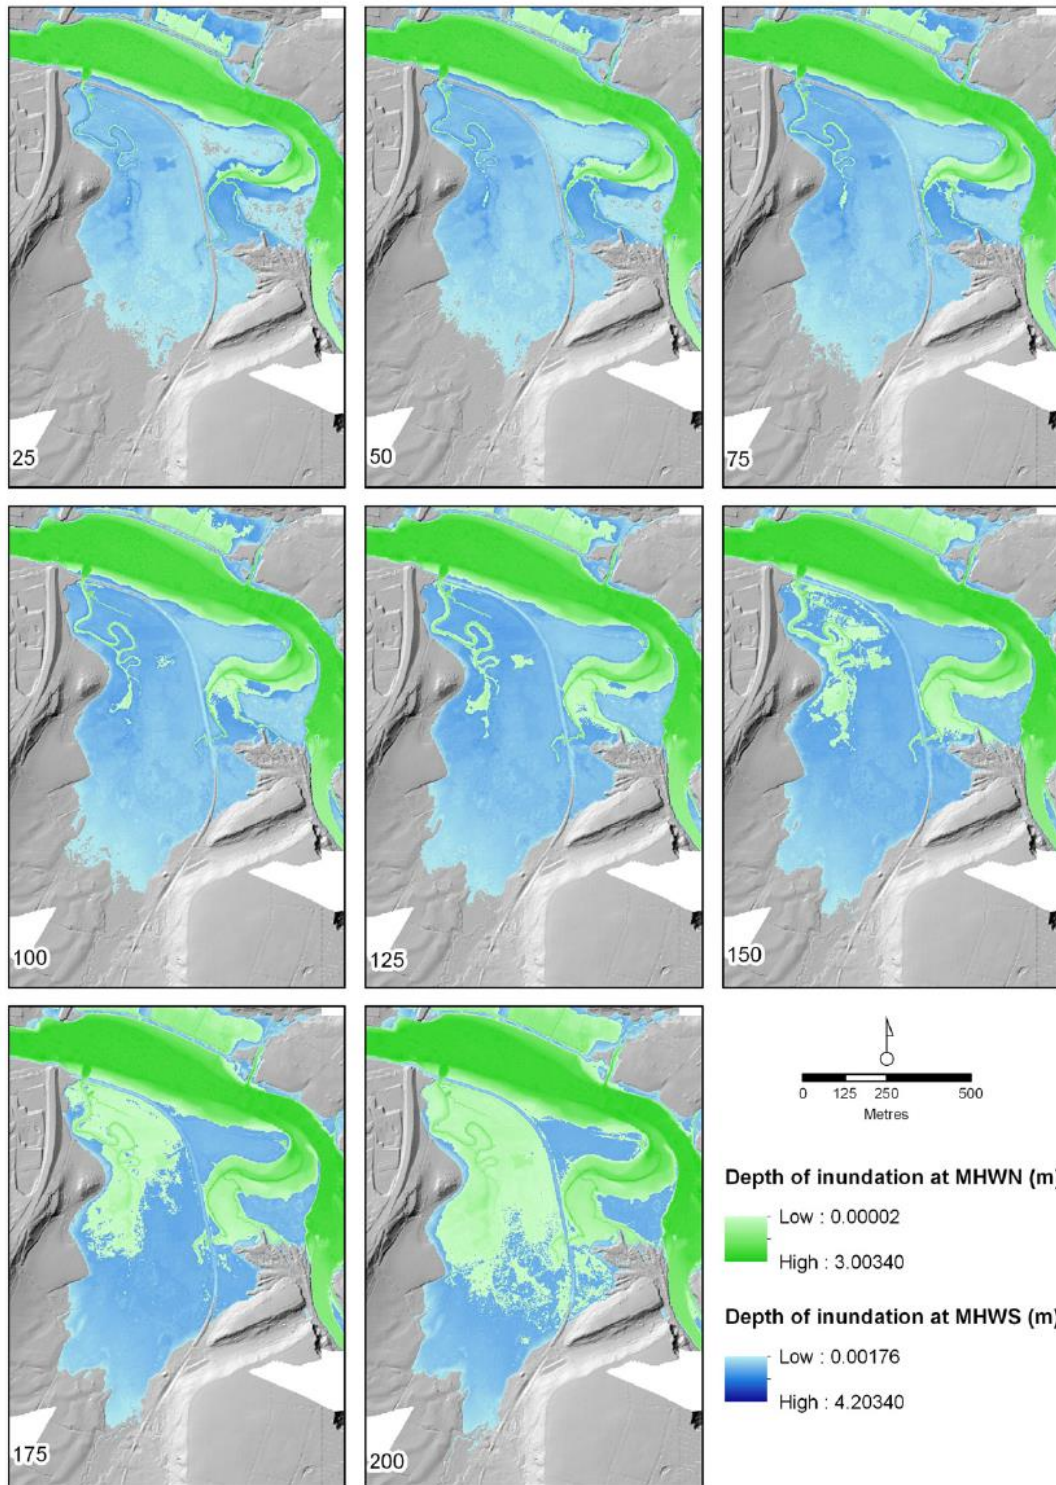 25
50
75
100
125
150
175
200
0 125 250 500
Metres
Depth of inundation at MHWN (m)
Low : 0.00002
High : 3.00340
Depth of inundation at MHWS (m)
Low : 0.00176
High : 4.20340